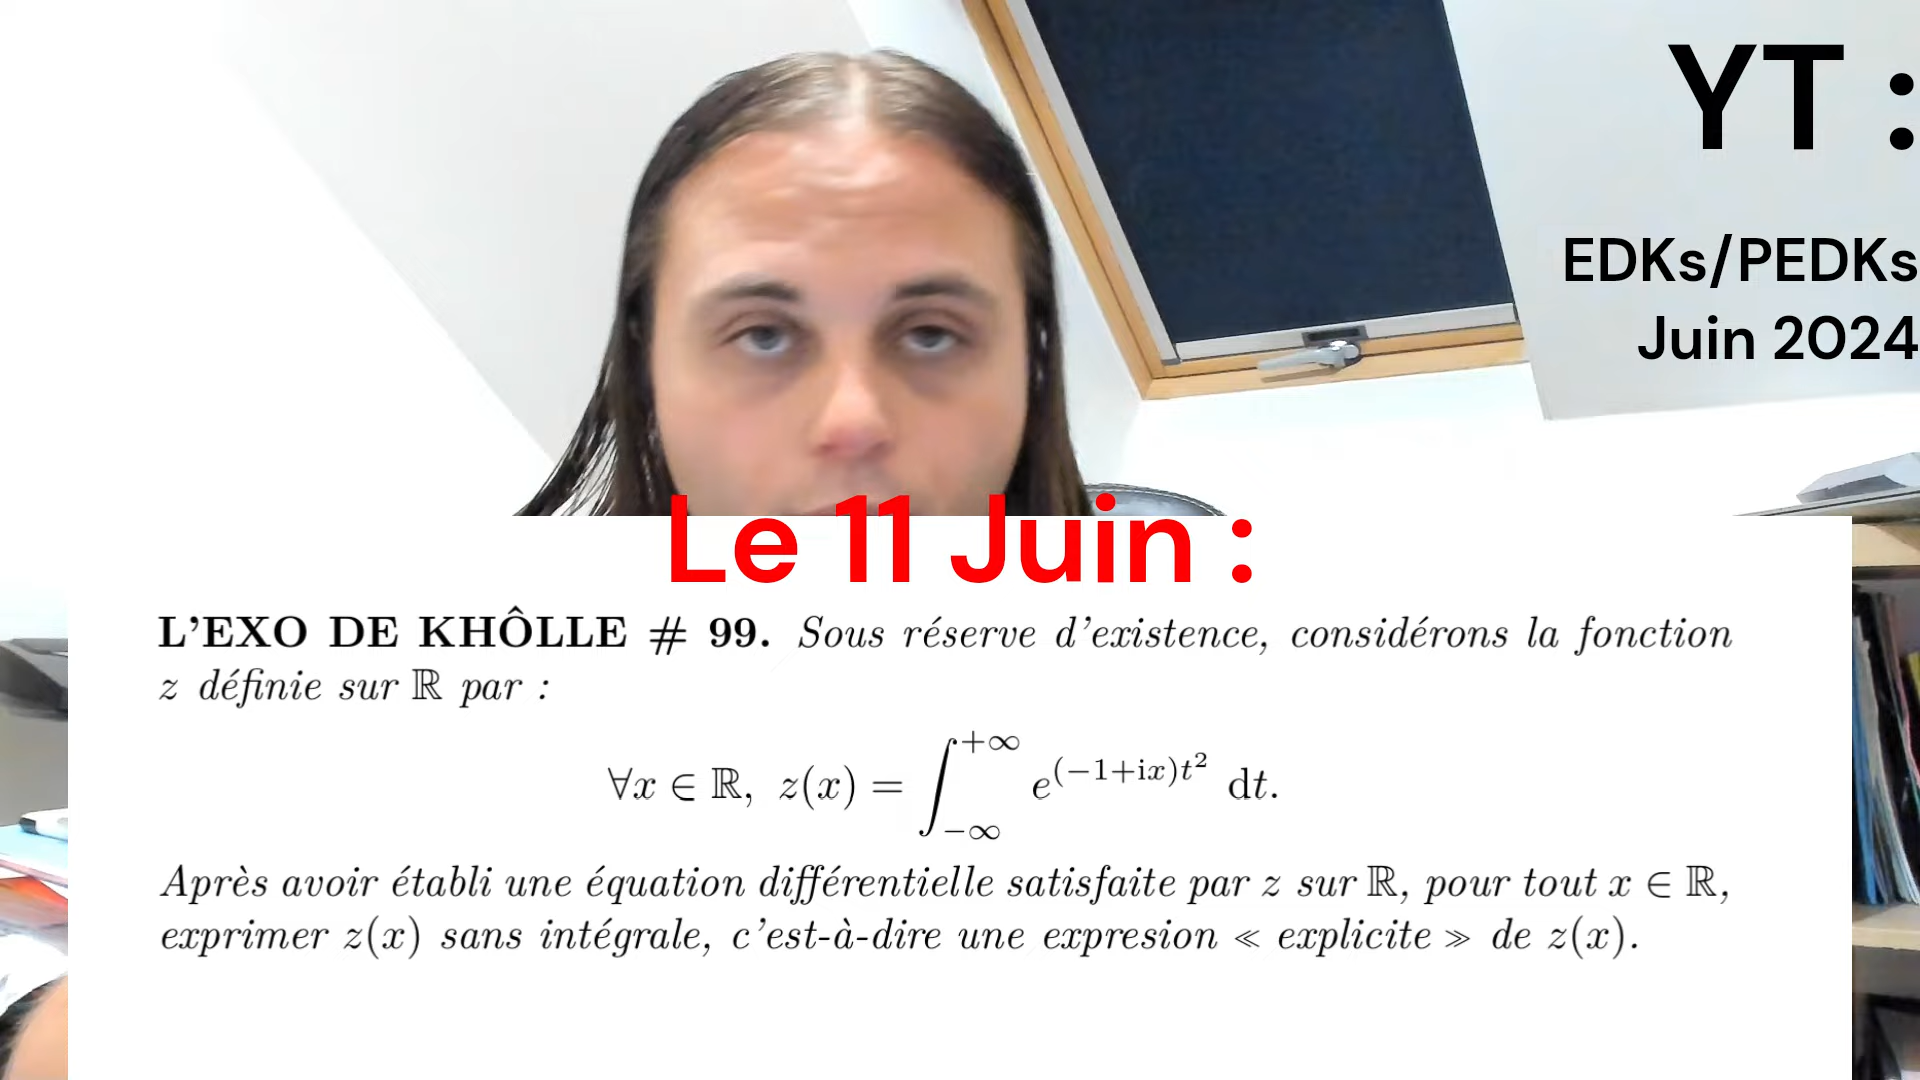 YT :
EDKs/PEDKs
Juin 2024
Le 11 Juin :
L'EXO DE KHÔLLE # 99. Sous réserve d'existence, considérons la fonction
z définie sur ℝ par :
∀x ∈ ℝ, z(x) = ∫_{-∞}^{+∞} e^{(-1+ix)t^2} dt.
Après avoir établi une équation différentielle satisfaite par z sur ℝ, pour tout x ∈ ℝ,
exprimer z(x) sans intégrale, c'est-à-dire une expresion « explicite » de z(x).